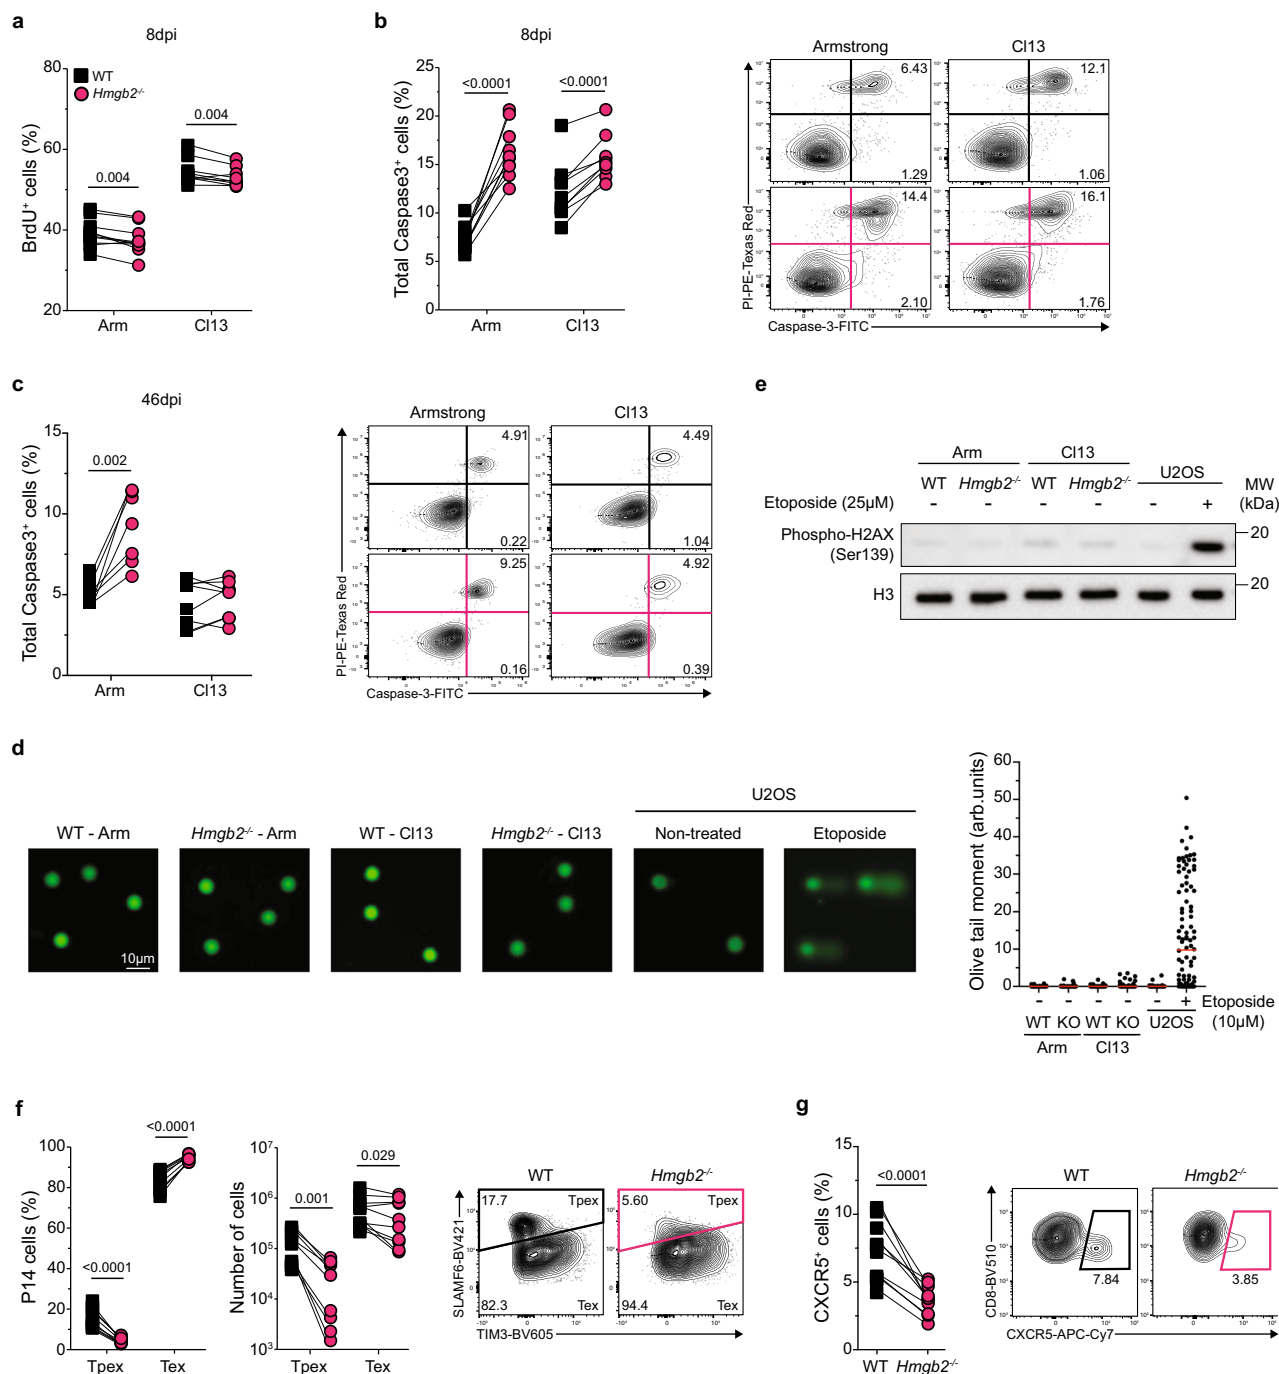 a
8dpi
WT
Hmgb2-/-
BrdU+ cells (%)
80
60
40
20
0.004
0.004
Arm
Cl13
b
8dpi
Total Caspase3+ cells (%)
25
20
15
10
5
0
<0.0001
<0.0001
Arm
Cl13
Armstrong
Cl13
6.43
1.29
12.1
1.06
14.4
2.10
16.1
1.76
PI-PE-Texas Red
Caspase-3-FITC
c
46dpi
Total Caspase3+ cells (%)
15
10
5
0
0.002
Arm
Cl13
Armstrong
Cl13
4.91
0.22
4.49
1.04
9.25
0.16
4.92
0.39
PI-PE-Texas Red
Caspase-3-FITC
e
Arm
Cl13
U2OS
WT
Hmgb2-/-
WT
Hmgb2-/-
MW
(kDa)
Etoposide (25μM)
- - - - - +
Phospho-H2AX
(Ser139)
20
H3
20
d
U2OS
WT - Arm
Hmgb2-/- - Arm
WT - Cl13
Hmgb2-/- - Cl13
Non-treated
Etoposide
10μm
Olive tail moment (arb.units)
60
50
40
30
20
10
0
- - - - - + Etoposide
(10μM)
WT KO WT KO U2OS
Arm Cl13
f
P14 cells (%)
100
80
60
40
20
0
<0.0001
<0.0001
Tpex
Tex
Number of cells
10^7
10^6
10^5
10^4
10^3
0.001
0.029
Tpex
Tex
WT
Hmgb2-/-
17.7
Tpex
82.3
Tex
5.60
Tpex
94.4
Tex
SLAMF6-BV421
TIM3-BV605
g
CXCR5+ cells (%)
15
10
5
0
<0.0001
WT Hmgb2-/-
WT
Hmgb2-/-
7.84
3.85
CD8-BV510
CXCR5-APC-Cy7